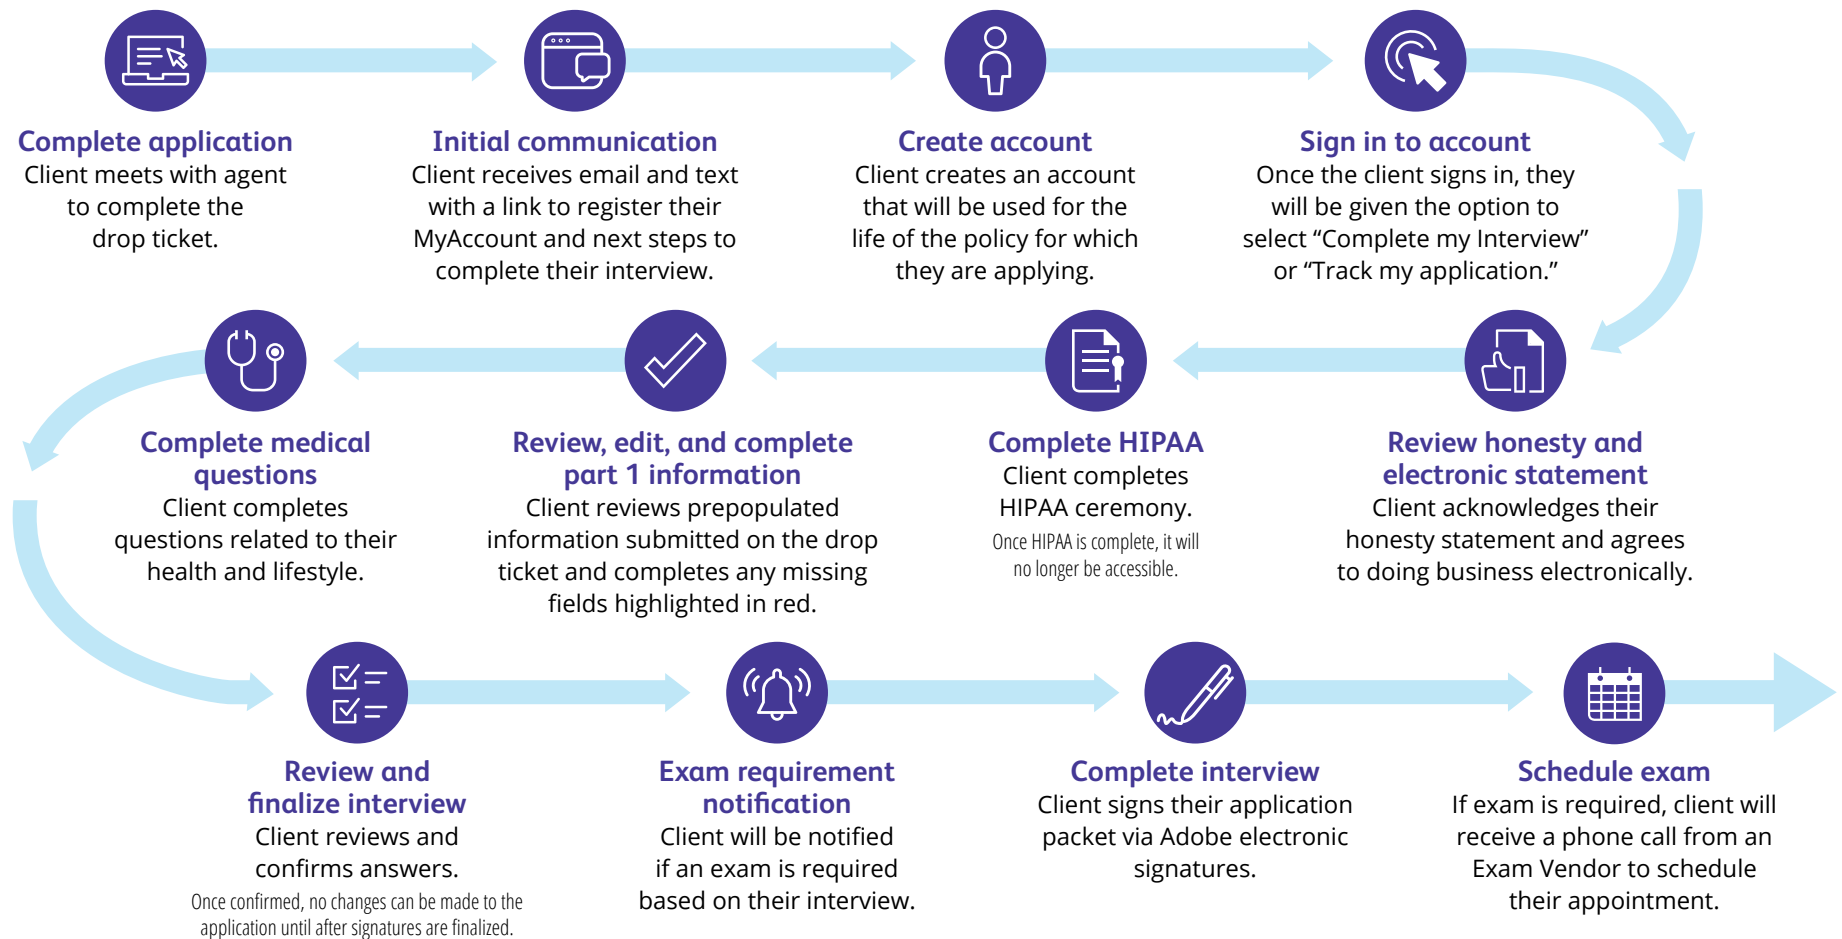 Complete application
Client meets with agent
to complete the
drop ticket.
Initial communication
Client receives email and text
with a link to register their
MyAccount and next steps to
complete their interview.
Create account
Client creates an account
that will be used for the
life of the policy for which
they are applying.
Sign in to account
Once the client signs in, they
will be given the option to
select “Complete my Interview”
or “Track my application.”
Review honesty and
electronic statement
Client acknowledges their
honesty statement and agrees
to doing business electronically.
Complete HIPAA
Client completes
HIPAA ceremony.
Once HIPAA is complete, it will
no longer be accessible.
Review, edit, and complete
part 1 information
Client reviews prepopulated
information submitted on the drop
ticket and completes any missing
fields highlighted in red.
Complete medical
questions
Client completes
questions related to their
health and lifestyle.
Review and
finalize interview
Client reviews and
confirms answers.
Once confirmed, no changes can be made to the
application until after signatures are finalized.
Exam requirement
notification
Client will be notified
if an exam is required
based on their interview.
Complete interview
Client signs their application
packet via Adobe electronic
signatures.
Schedule exam
If exam is required, client will
receive a phone call from an
Exam Vendor to schedule
their appointment.